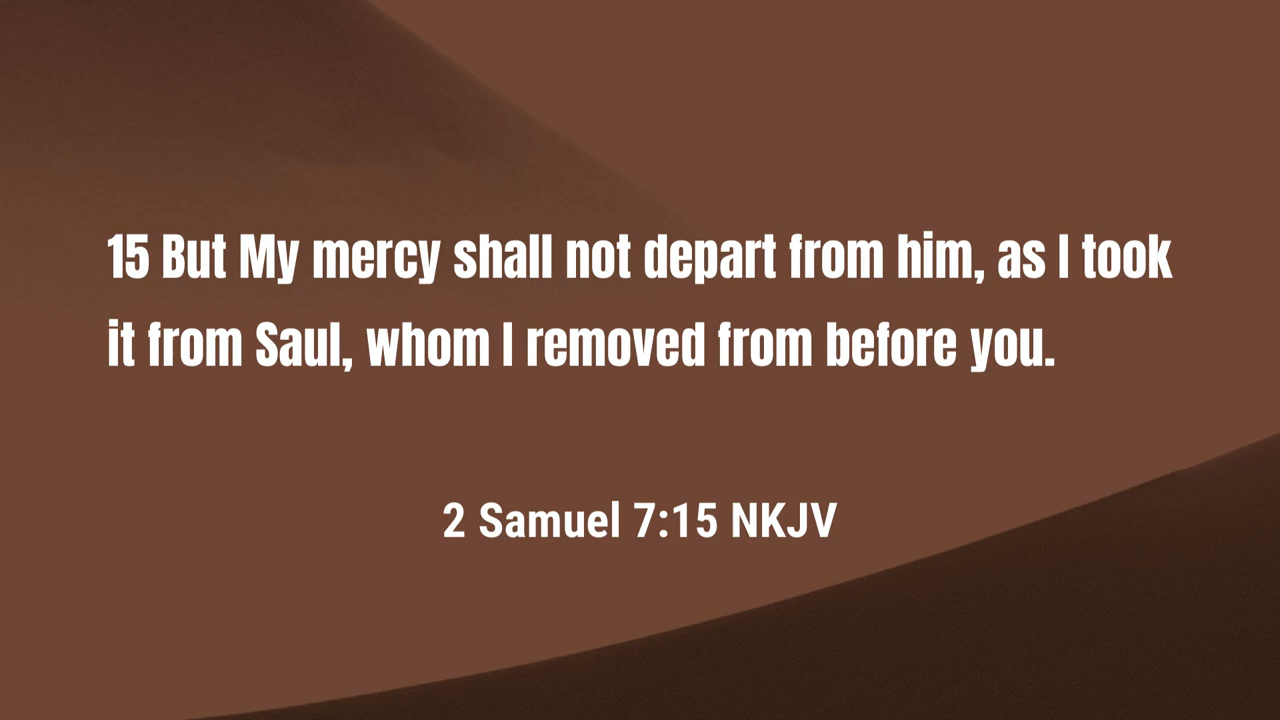 15 But My mercy shall not depart from him, as I took
it from Saul, whom I removed from before you.
2 Samuel 7:15 NKJV